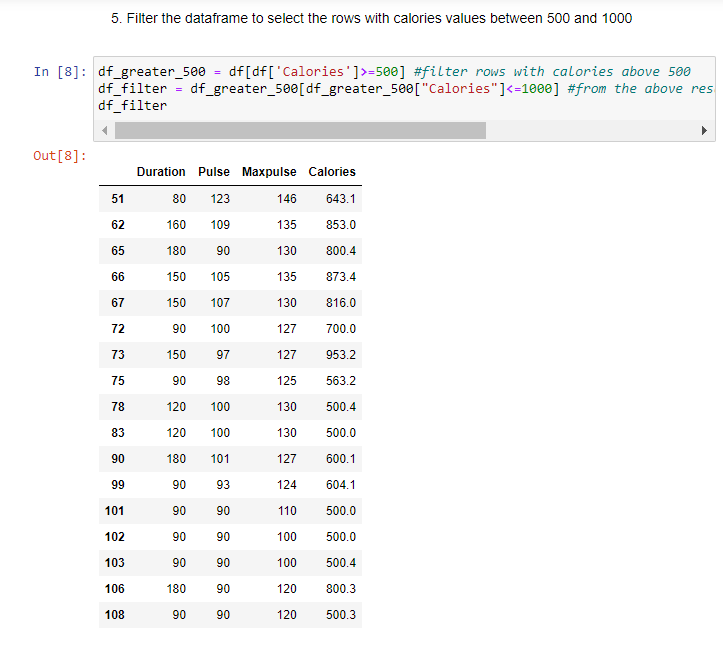 5. Filter the dataframe to select the rows with calories values between 500 and 1000
In [8]: df_greater_500 = df[df['Calories']>=500] #filter rows with calories above 500
df_filter = df_greater_500[df_greater_500["Calories"]<=1000] #from the above res
df_filter
Out[8]:
Duration Pulse Maxpulse Calories
51 80 123 146 643.1
62 160 109 135 853.0
65 180 90 130 800.4
66 150 105 135 873.4
67 150 107 130 816.0
72 90 100 127 700.0
73 150 97 127 953.2
75 90 98 125 563.2
78 120 100 130 500.4
83 120 100 130 500.0
90 180 101 127 600.1
99 90 93 124 604.1
101 90 90 110 500.0
102 90 90 100 500.0
103 90 90 100 500.4
106 180 90 120 800.3
108 90 90 120 500.3